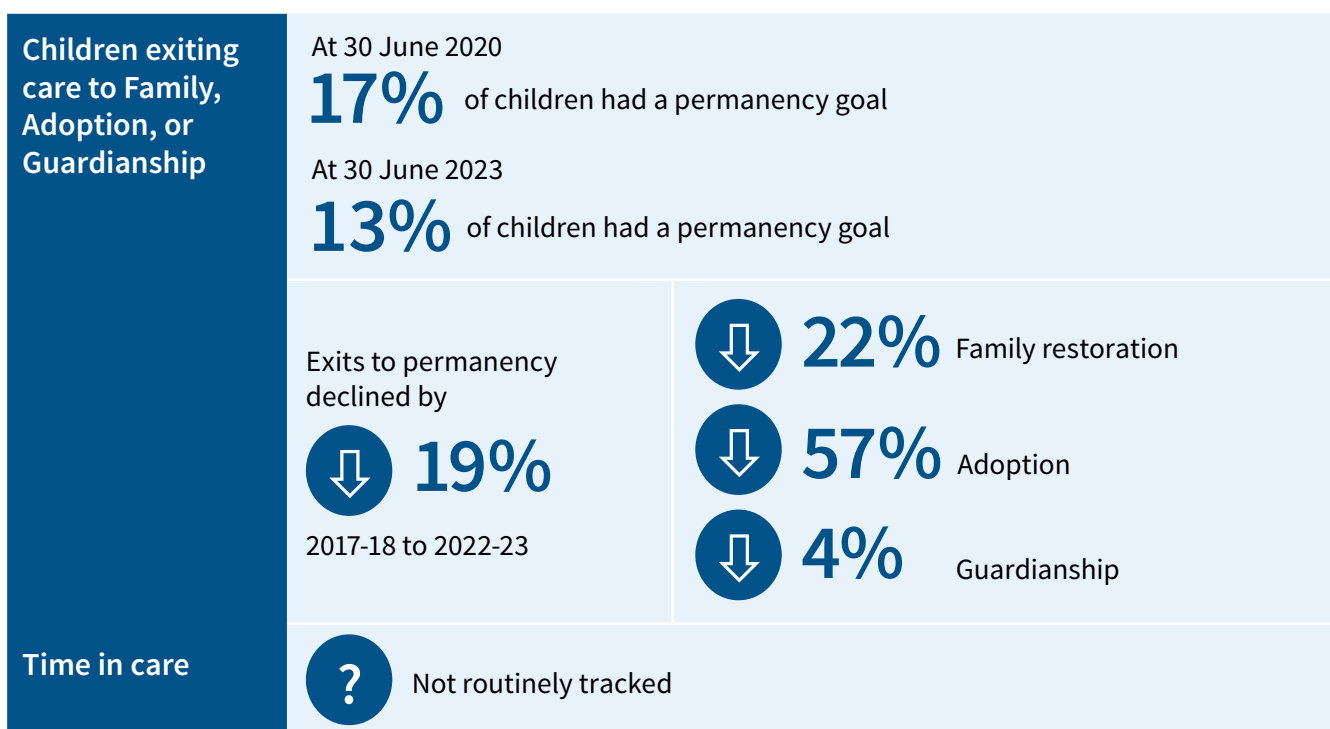 Children exiting
care to Family,
Adoption, or
Guardianship
At 30 June 2020
17% of children had a permanency goal
At 30 June 2023
13% of children had a permanency goal
Exits to permanency
declined by
19%
2017-18 to 2022-23
22% Family restoration
57% Adoption
4% Guardianship
Time in care
? Not routinely tracked